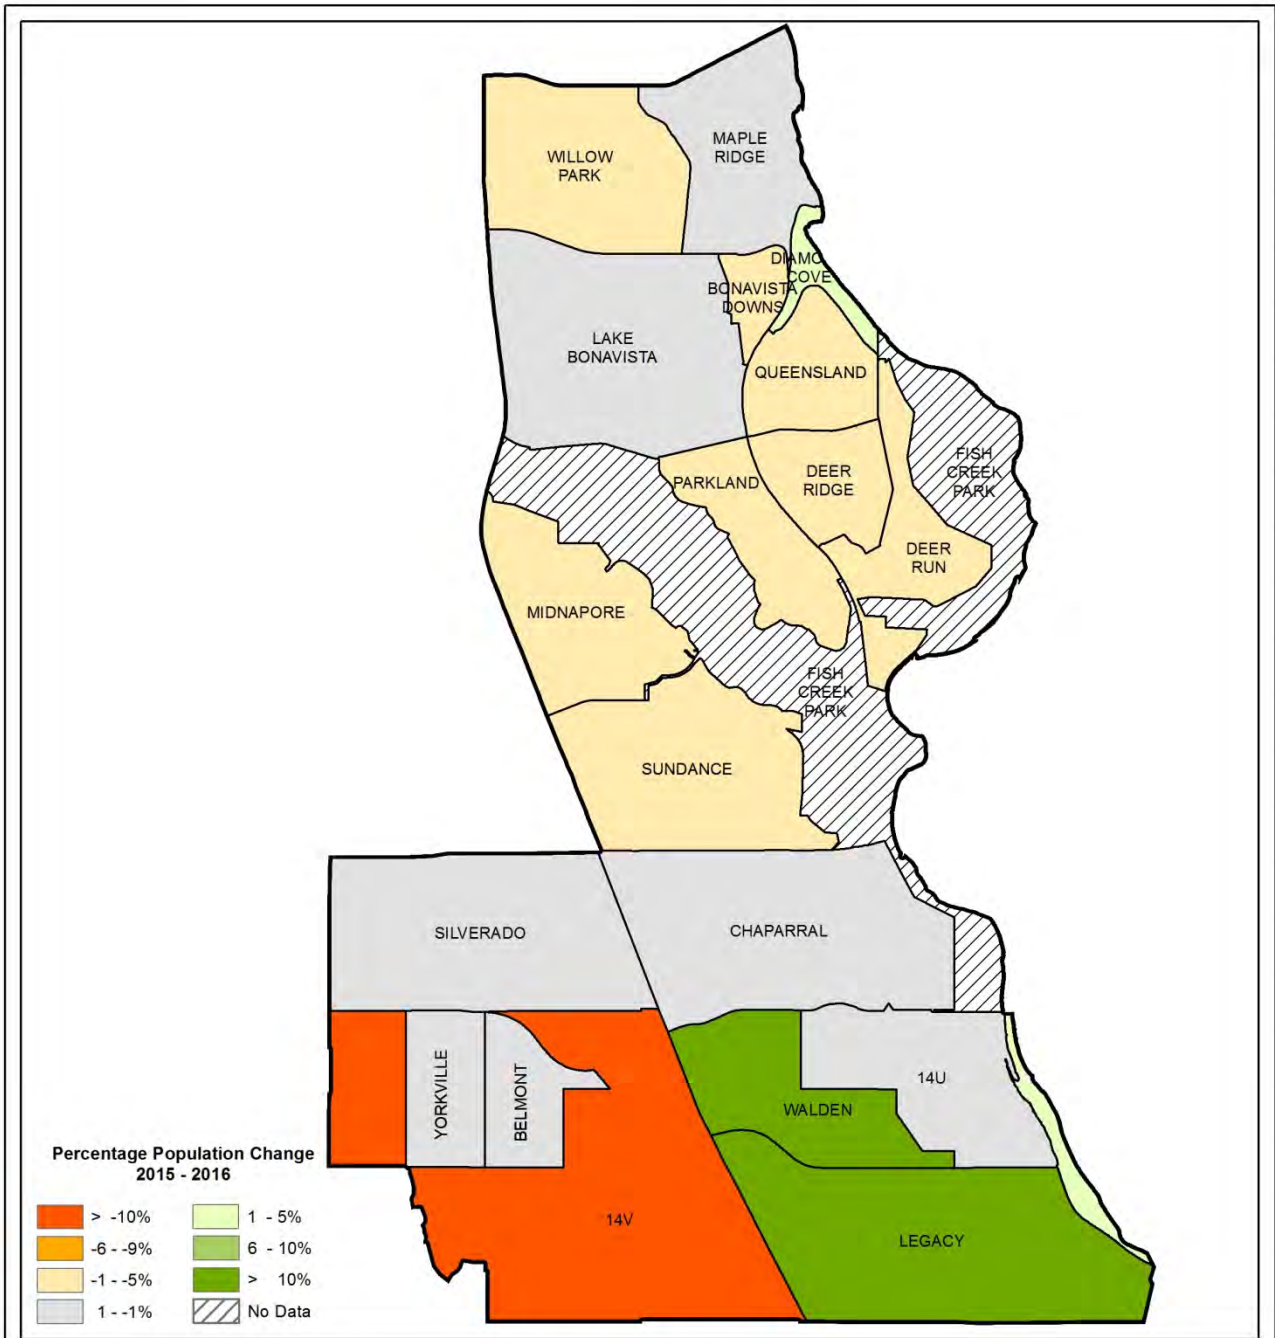 MAPLE
RIDGE
WILLOW
PARK
DIAMO
COVE
BONAVISTA
DOWNS
LAKE
BONAVISTA
QUEENSLAND
FISH
CREEK
PARK
DEER
RIDGE
PARKLAND
DEER
RUN
MIDNAPORE
FISH
CREEK
PARK
SUNDANCE
SILVERADO
CHAPARRAL
YORKVILLE
BELMONT
14U
WALDEN
14V
LEGACY
Percentage Population Change
2015 - 2016
> -10%
-6 - -9%
-1 - -5%
1 - -1%
1 - 5%
6 - 10%
> 10%
No Data